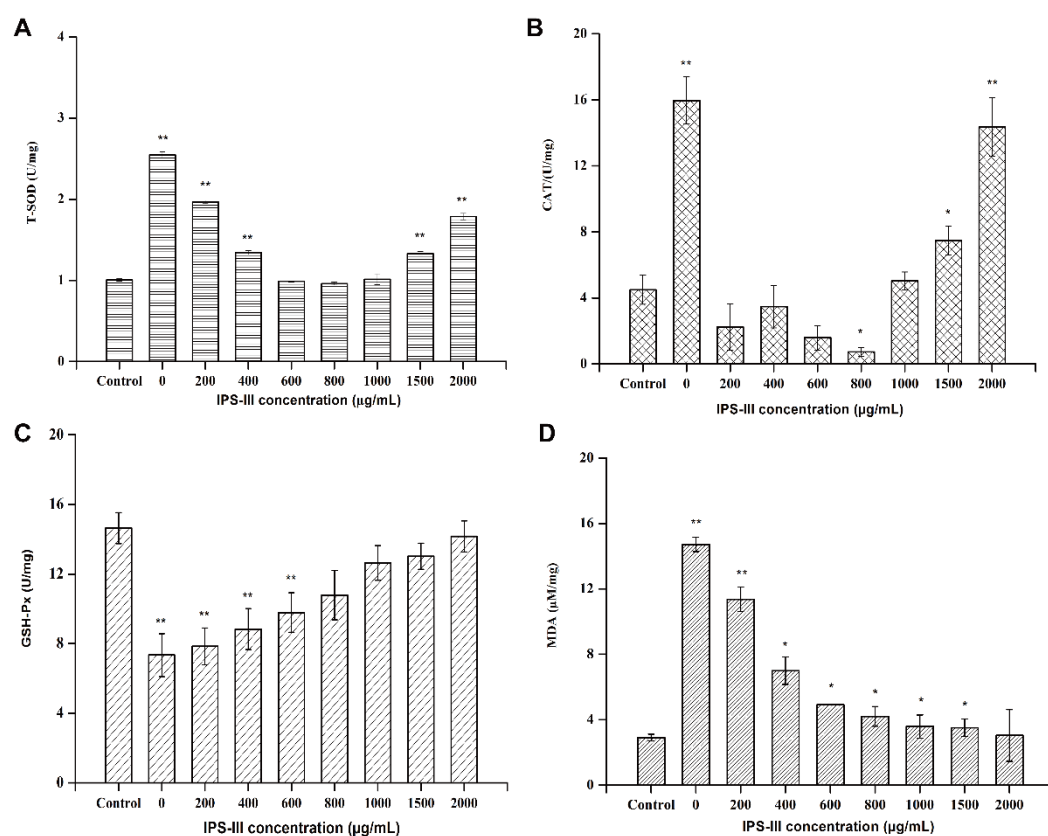 A
T-SOD (U/mg)
4
3
2
1
0
**
**
**
**
**
Control 0 200 400 600 800 1000 1500 2000
IPS-III concentration (µg/mL)
B
CAT/(U/mg)
20
16
12
8
4
0
**
*
*
**
Control 0 200 400 600 800 1000 1500 2000
IPS-III concentration (µg/mL)
C
GSH-Px (U/mg)
20
16
12
8
4
0
**
**
**
**
Control 0 200 400 600 800 1000 1500 2000
IPS-III concentration (µg/mL)
D
MDA (µM/mg)
20
16
12
8
4
0
**
**
*
*
*
*
*
Control 0 200 400 600 800 1000 1500 2000
IPS-III concentration (µg/mL)